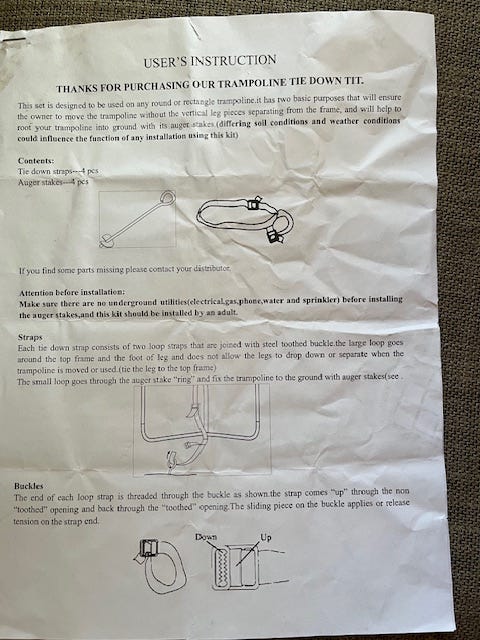 USER'S INSTRUCTION
THANKS FOR PURCHASING OUR TRAMPOLINE TIE DOWN TIT.
This set is designed to be used on any round or rectangle trampoline.it has two basic purposes that will ensure
the owner to move the trampoline without the vertical leg pieces separating from the frame, and will help to
root your trampoline into ground with its auger stakes.(differing soil conditions and weather conditions
could influence the function of any installation using this kit)
Contents:
Tie down straps---4 pcs
Auger stakes---4 pcs
If you find some parts missing please contact your distributor.
Attention before installation:
Make sure there are no underground utilities(electrical,gas,phone,water and sprinkler) before installing
the auger stakes,and this kit should be installed by an adult.
Straps
Each tie down strap consists of two loop straps that are joined with steel toothed buckle.the large loop goes
around the top frame and the foot of leg and does not allow the legs to drop down or separate when the
trampoline is moved or used.(tie the leg to the top frame)
The small loop goes through the auger stake "ring" and fix the trampoline to the ground with auger stakes(see .
Buckles
The end of each loop strap is threaded through the buckle as shown.the strap comes "up" through the non
"toothed" opening and back through the "toothed" opening.The sliding piece on the buckle applies or release
tension on the strap end.
Down Up